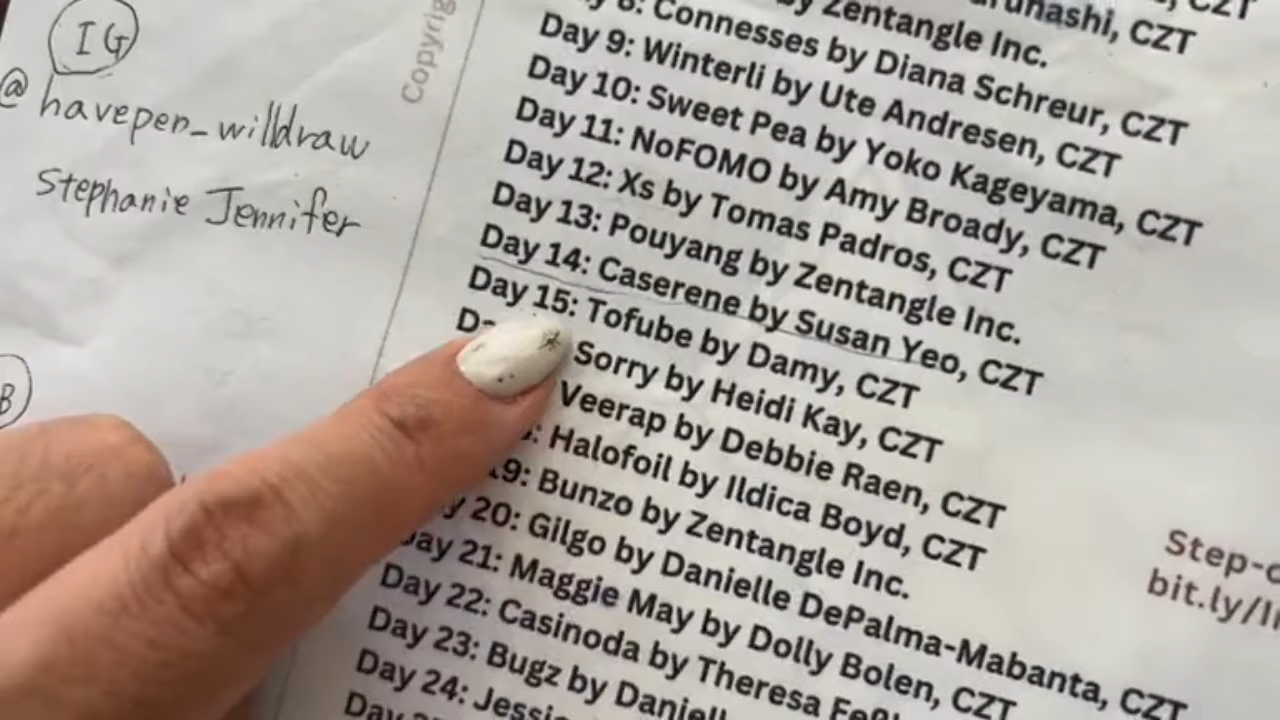 IG
@havepen_willdraw
Stephanie Jennifer
B
CZT
CZT
by Zentangle Inc.
Connesses by Diana Schreur, CZT
Day 9: Winterli by Ute Andresen, CZT
Day 10: Sweet Pea by Yoko Kageyama, CZT
Day 11: NoFOMO by Amy Broady, CZT
Day 12: Xs by Tomas Padros, CZT
Day 13: Pouyang by Zentangle Inc.
Day 14: Caserene by Susan Yeo, CZT
Day 15: Tofube by Damy, CZT
Sorry by Heidi Kay, CZT
Veerap by Debbie Raen, CZT
Halofoil by Ildica Boyd, CZT
19: Bunzo by Zentangle Inc.
20: Gilgo by Danielle DePalma-Mabanta, CZT
Day 21: Maggie May by Dolly Bolen, CZT
Day 22: Casinoda by Theresa
Day 23: Bugz by
Day 24:
Day
bit.ly/